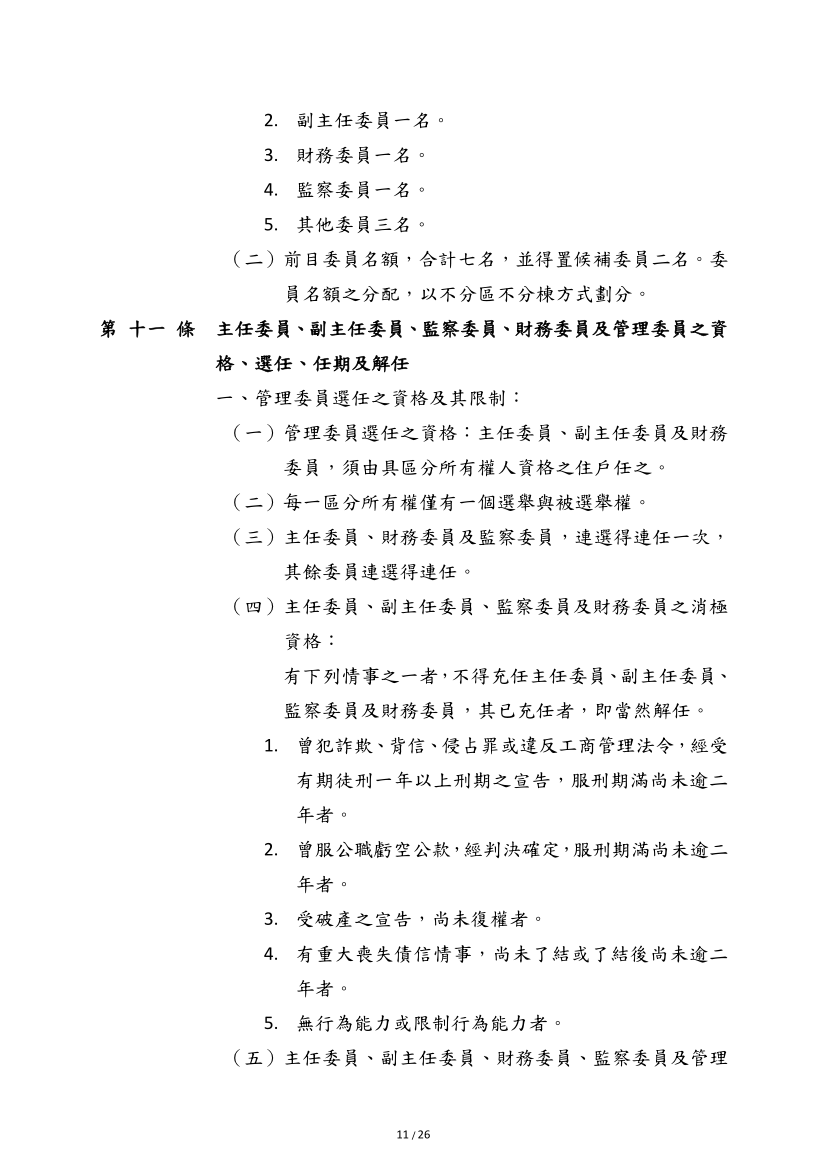 2. 副主任委員一名。
3. 財務委員一名。
4. 監察委員一名。
5. 其他委員三名。
（二）前目委員名額，合計七名，並得置候補委員二名。委
員名額之分配，以不分區不分棟方式劃分。
第 十一 條 主任委員、副主任委員、監察委員、財務委員及管理委員之資
格、選任、任期及解任
一、管理委員選任之資格及其限制：
（一）管理委員選任之資格：主任委員、副主任委員及財務
委員，須由具區分所有權人資格之住戶任之。
（二）每一區分所有權僅有一個選舉與被選舉權。
（三）主任委員、財務委員及監察委員，連選得連任一次，
其餘委員連選得連任。
（四）主任委員、副主任委員、監察委員及財務委員之消極
資格：
有下列情事之一者，不得充任主任委員、副主任委員、
監察委員及財務委員，其已充任者，即當然解任。
1. 曾犯詐欺、背信、侵占罪或違反工商管理法令，經受
有期徒刑一年以上刑期之宣告，服刑期滿尚未逾二
年者。
2. 曾服公職虧空公款，經判決確定，服刑期滿尚未逾二
年者。
3. 受破產之宣告，尚未復權者。
4. 有重大喪失債信情事，尚未了結或了結後尚未逾二
年者。
5. 無行為能力或限制行為能力者。
（五）主任委員、副主任委員、財務委員、監察委員及管理
11 / 26